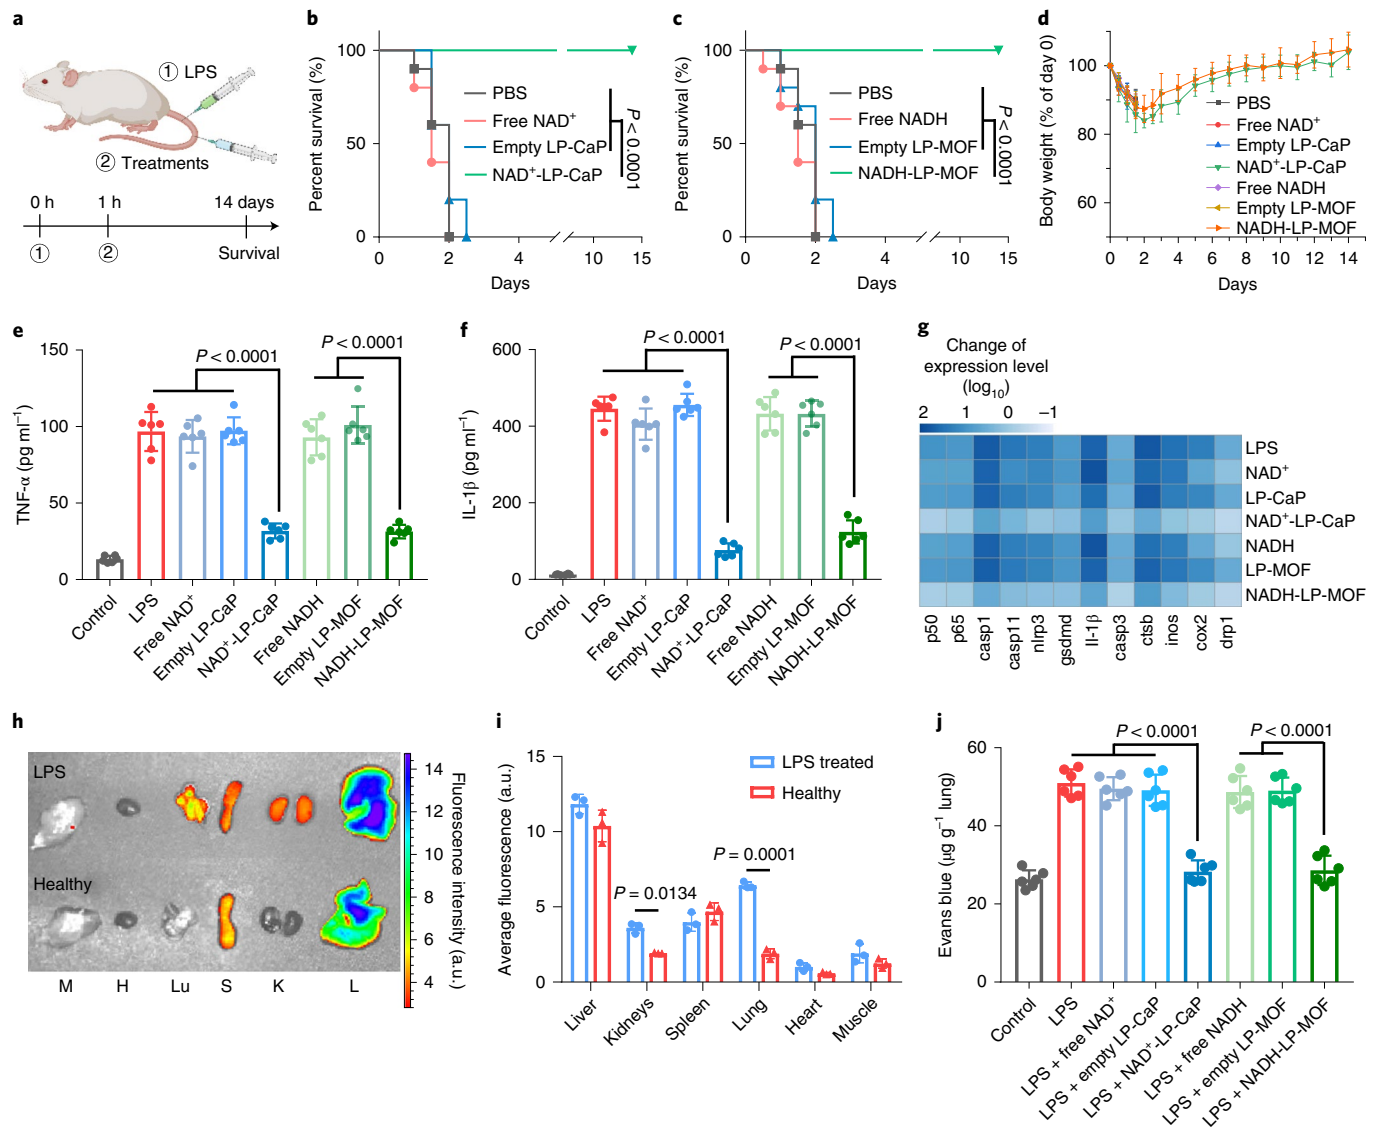 a
① LPS
② Treatments
0 h 1 h 14 days
① ② Survival
b
Percent survival (%)
100
50
0
0 2 4 10 15
Days
PBS
Free NAD⁺
Empty LP-CaP
NAD⁺-LP-CaP
P < 0.0001
c
Percent survival (%)
100
50
0
0 2 4 10 15
Days
PBS
Free NADH
Empty LP-MOF
NADH-LP-MOF
P < 0.0001
d
Body weight (% of day 0)
100
80
60
0 2 4 6 8 10 12 14
Days
PBS
Free NAD⁺
Empty LP-CaP
NAD⁺-LP-CaP
Free NADH
Empty LP-MOF
NADH-LP-MOF
e
TNF-α (pg ml⁻¹)
150
100
50
0
P < 0.0001
P < 0.0001
Control
LPS
Free NAD⁺
Empty LP-CaP
NAD⁺-LP-CaP
Free NADH
Empty LP-MOF
NADH-LP-MOF
f
IL-1β (pg ml⁻¹)
600
400
200
0
P < 0.0001
P < 0.0001
Control
LPS
Free NAD⁺
Empty LP-CaP
NAD⁺-LP-CaP
Free NADH
Empty LP-MOF
NADH-LP-MOF
g
Change of
expression level
(log₁₀)
2 1 0 −1
LPS
NAD⁺
LP-CaP
NAD⁺-LP-CaP
NADH
LP-MOF
NADH-LP-MOF
p50
p65
casp1
casp11
nlrp3
gsdmd
Il-1β
casp3
ctsb
inos
cox2
drp1
h
LPS
Healthy
M H Lu S K L
14
12
10
8
6
4
Fluorescence intensity (a.u.)
i
Average fluorescence (a.u.)
15
10
5
0
LPS treated
Healthy
P = 0.0134
P = 0.0001
Liver
Kidneys
Spleen
Lung
Heart
Muscle
j
Evans blue (μg g⁻¹ lung)
60
40
20
0
P < 0.0001
P < 0.0001
Control
LPS
LPS + free NAD⁺
LPS + empty LP-CaP
LPS + NAD⁺-LP-CaP
LPS + free NADH
LPS + empty LP-MOF
LPS + NADH-LP-MOF